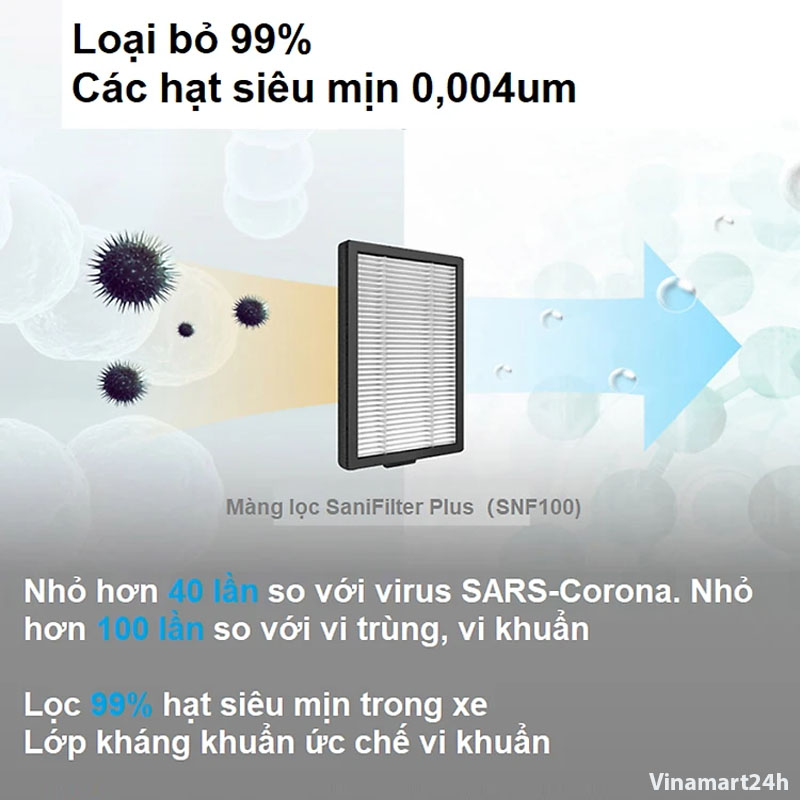 Loại bỏ 99%
Các hạt siêu mịn 0,004um
Màng lọc SaniFilter Plus (SNF100)
Nhỏ hơn 40 lần so với virus SARS-Corona. Nhỏ
hơn 100 lần so với vi trùng, vi khuẩn
Lọc 99% hạt siêu mịn trong xe
Lớp kháng khuẩn ức chế vi khuẩn
Vinamart24h